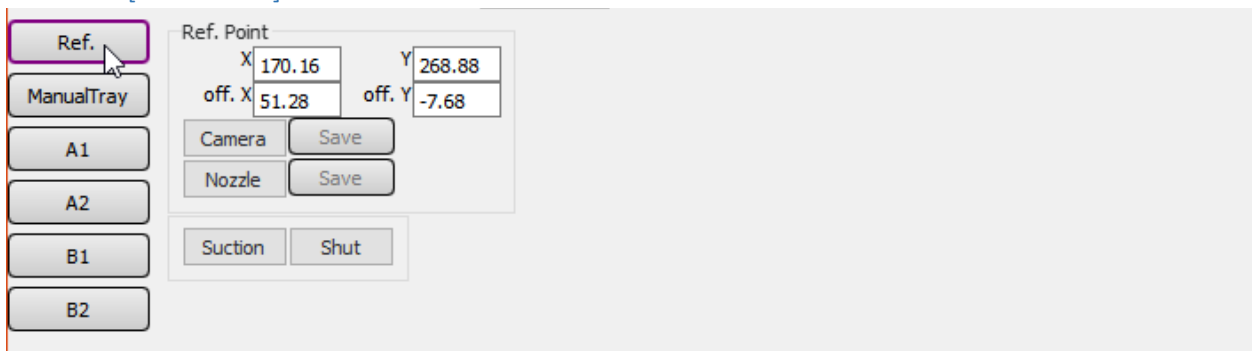 Ref.
ManualTray
A1
A2
B1
B2
Ref. Point
X 170.16 Y 268.88
off. X 51.28 off. Y -7.68
Camera Save
Nozzle Save
Suction Shut